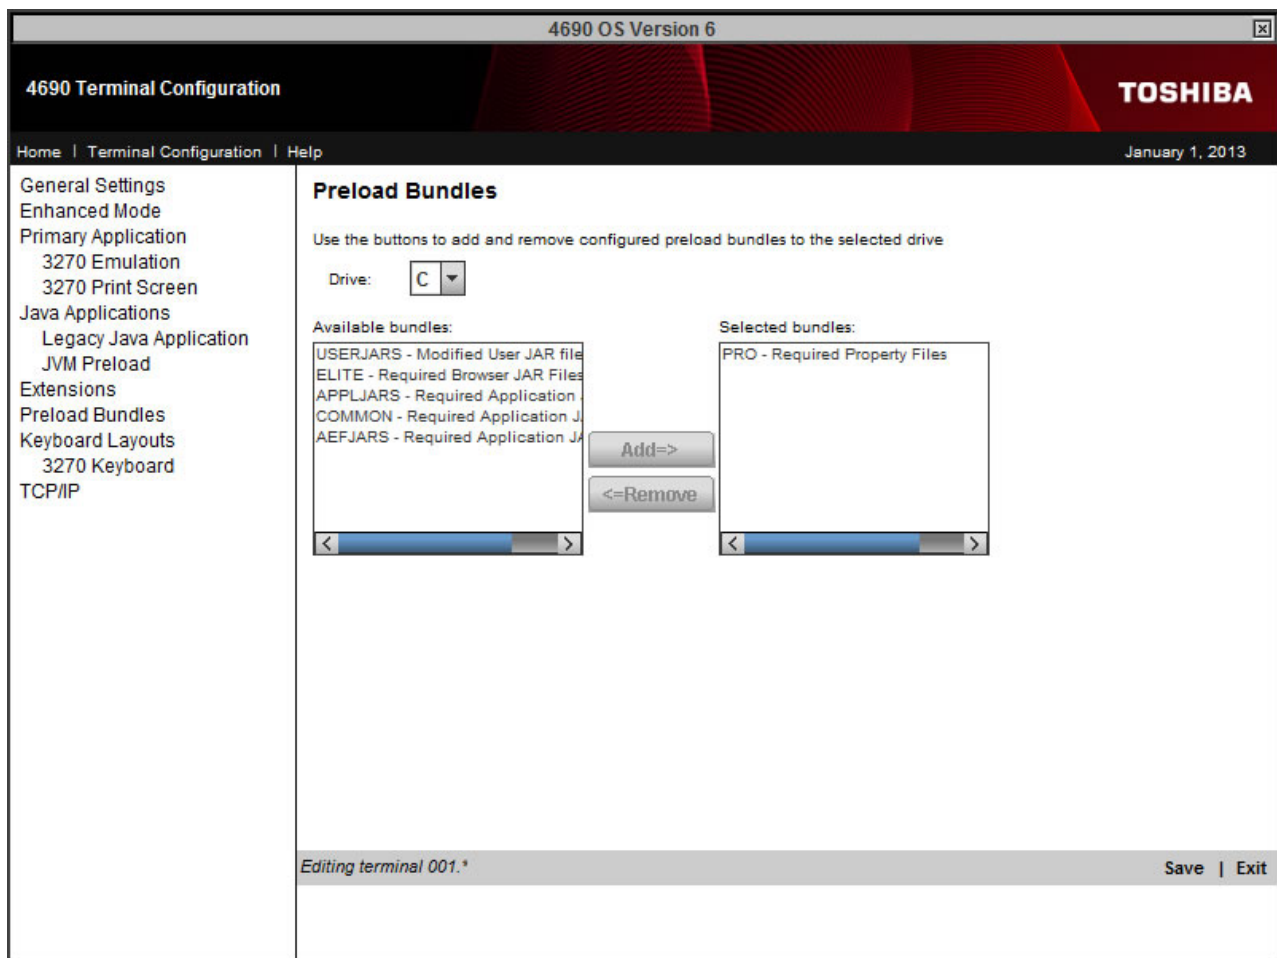 4690 OS Version 6
4690 Terminal Configuration
TOSHIBA
Home | Terminal Configuration | Help
January 1, 2013
General Settings
Enhanced Mode
Primary Application
3270 Emulation
3270 Print Screen
Java Applications
Legacy Java Application
JVM Preload
Extensions
Preload Bundles
Keyboard Layouts
3270 Keyboard
TCP/IP
Preload Bundles
Use the buttons to add and remove configured preload bundles to the selected drive
Drive: C
Available bundles:
USERJARS - Modified User JAR file
ELITE - Required Browser JAR Files
APPLJARS - Required Application
COMMON - Required Application J
AEFJARS - Required Application JA
Add=>
<=Remove
Selected bundles:
PRO - Required Property Files
Editing terminal 001.*
Save | Exit